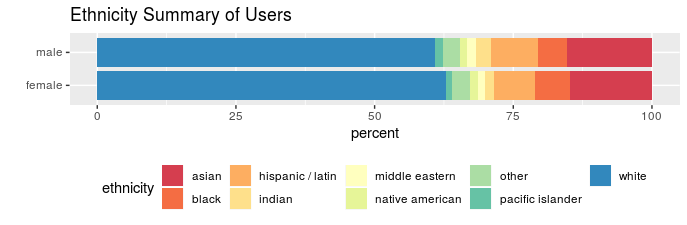 Ethnicity Summary of Users
male
female
0 25 50 75 100
percent
ethnicity
asian hispanic / latin middle eastern other white
black indian native american pacific islander